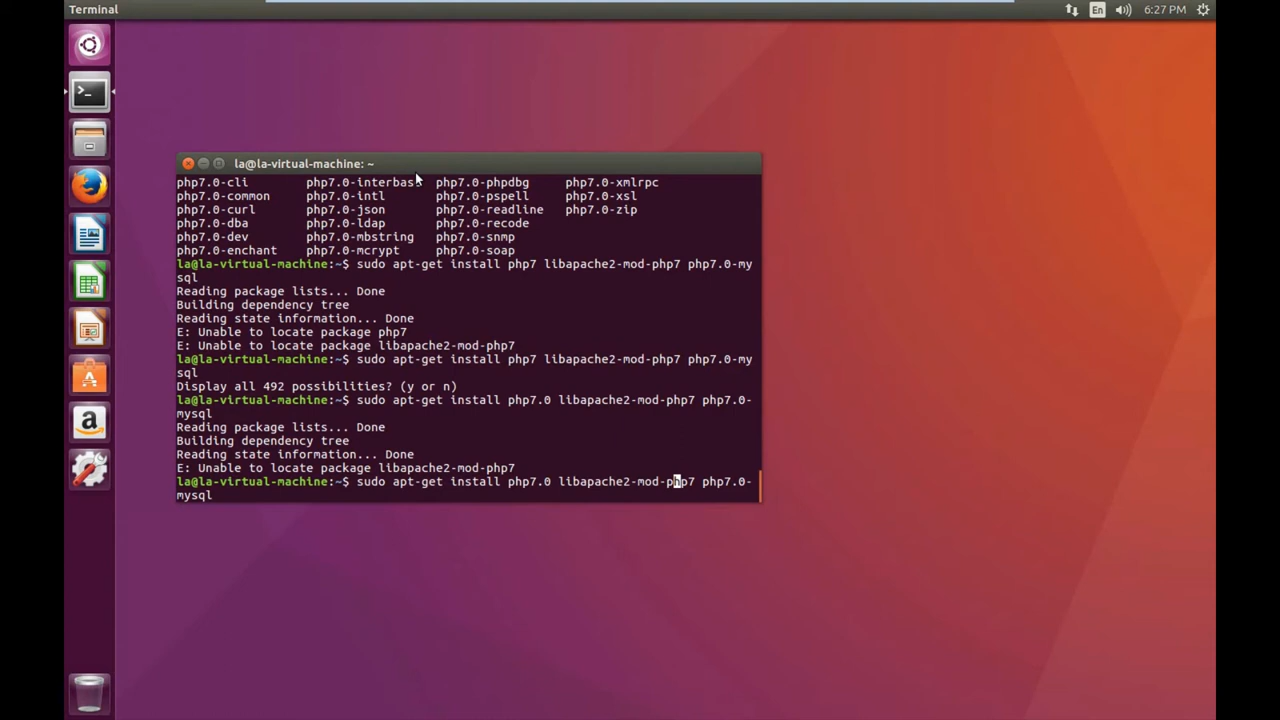 Terminal
En
6:27 PM
la@la-virtual-machine: ~
php7.0-cli php7.0-interbase php7.0-phpdbg php7.0-xmlrpc
php7.0-common php7.0-intl php7.0-pspell php7.0-xsl
php7.0-curl php7.0-json php7.0-readline php7.0-zip
php7.0-dba php7.0-ldap php7.0-recode
php7.0-dev php7.0-mbstring php7.0-snmp
php7.0-enchant php7.0-mcrypt php7.0-soap
la@la-virtual-machine:~$ sudo apt-get install php7 libapache2-mod-php7 php7.0-my
sql
Reading package lists... Done
Building dependency tree
Reading state information... Done
E: Unable to locate package php7
E: Unable to locate package libapache2-mod-php7
la@la-virtual-machine:~$ sudo apt-get install php7 libapache2-mod-php7 php7.0-my
sql
Display all 492 possibilities? (y or n)
la@la-virtual-machine:~$ sudo apt-get install php7.0 libapache2-mod-php7 php7.0-
mysql
Reading package lists... Done
Building dependency tree
Reading state information... Done
E: Unable to locate package libapache2-mod-php7
la@la-virtual-machine:~$ sudo apt-get install php7.0 libapache2-mod-php7 php7.0-
mysql